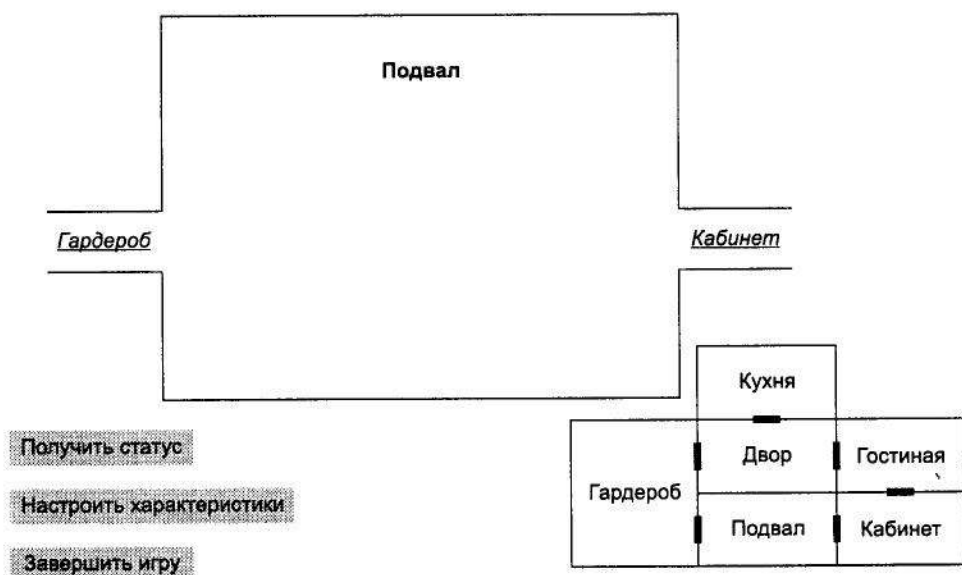 Подвал
Гардероб
Кабинет
Кухня
Двор
Гостиная
Гардероб
Подвал
Кабинет
Получить статус
Настроить характеристики
Завершить игру